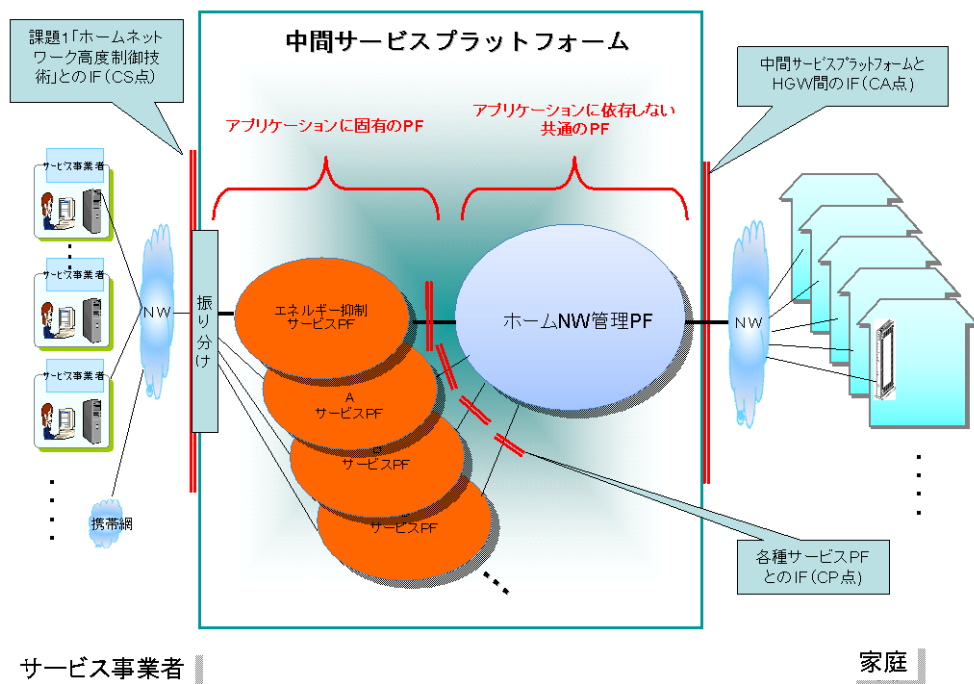 中間サービスプラットフォーム
課題1「ホームネット
ワーク高度制御技
術」とのIF(CS点)
中間サービスプラットフォームと
HGW間のIF(CA点)
アプリケーションに固有のPF
アプリケーションに依存しない
共通のPF
サービス事業者
サービス事業者
サービス事業者
NW
携帯網
振り分け
エネルギー抑制
サービスPF
A
サービスPF
サービスPF
サービスPF
ホームNW管理PF
NW
各種サービスPF
とのIF(CP点)
サービス事業者
家庭